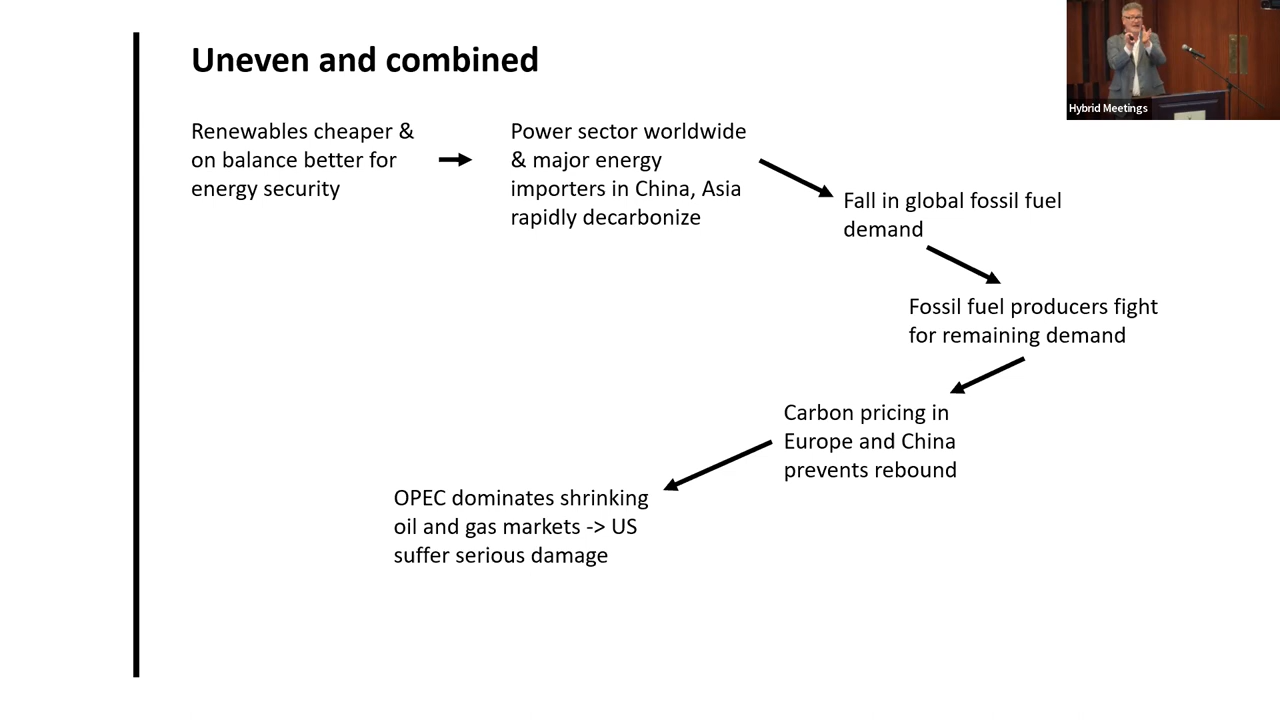 Uneven and combined
Renewables cheaper &
on balance better for
energy security
Power sector worldwide
& major energy
importers in China, Asia
rapidly decarbonize
Fall in global fossil fuel
demand
Fossil fuel producers fight
for remaining demand
Carbon pricing in
Europe and China
prevents rebound
OPEC dominates shrinking
oil and gas markets -> US
suffer serious damage
Hybrid Meetings